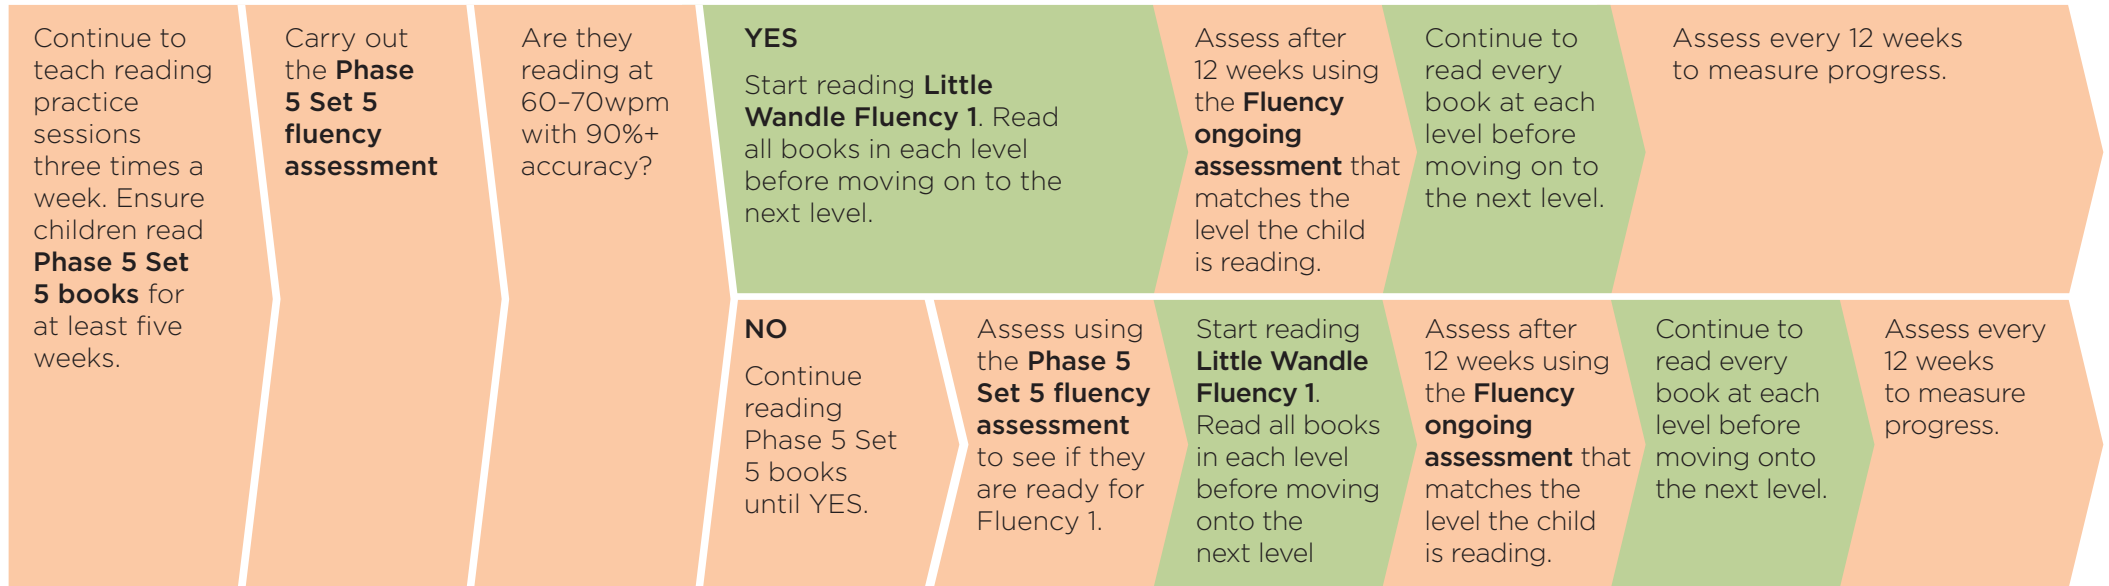 Continue to
teach reading
practice
sessions
three times a
week. Ensure
children read
Phase 5 Set
5 books for
at least five
weeks.
Carry out
the Phase
5 Set 5
fluency
assessment
Are they
reading at
60–70wpm
with 90%+
accuracy?
YES
Start reading Little
Wandle Fluency 1. Read
all books in each level
before moving on to the
next level.
Assess after
12 weeks using
the Fluency
ongoing
assessment that
matches the
level the child
is reading.
Continue to
read every
book at each
level before
moving on to
the next level.
Assess every 12 weeks
to measure progress.
NO
Continue
reading
Phase 5 Set
5 books
until YES.
Assess using
the Phase 5
Set 5 fluency
assessment
to see if they
are ready for
Fluency 1.
Start reading
Little Wandle
Fluency 1.
Read all books
in each level
before moving
onto the
next level
Assess after
12 weeks using
the Fluency
ongoing
assessment that
matches the
level the child
is reading.
Continue to
read every
book at each
level before
moving onto
the next level.
Assess every
12 weeks
to measure
progress.